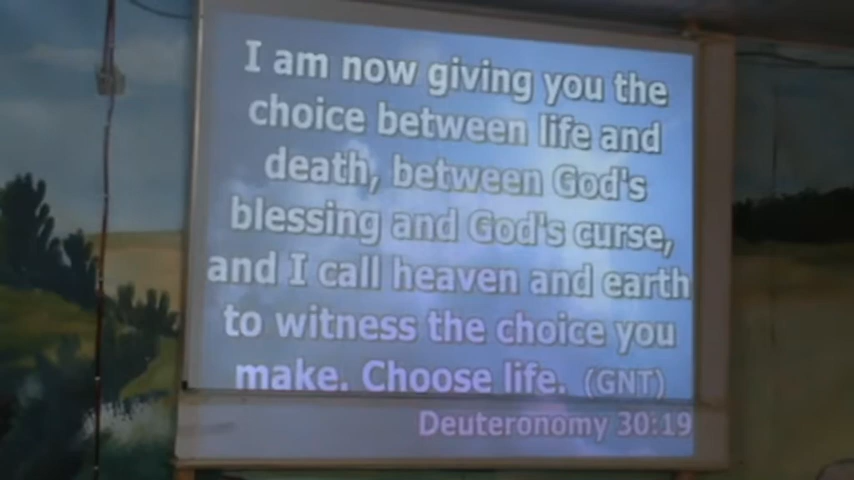 I am now giving you the
choice between life and
death, between God's
blessing and God's curse,
and I call heaven and earth
to witness the choice you
make. Choose life. (GNT)
Deuteronomy 30:19